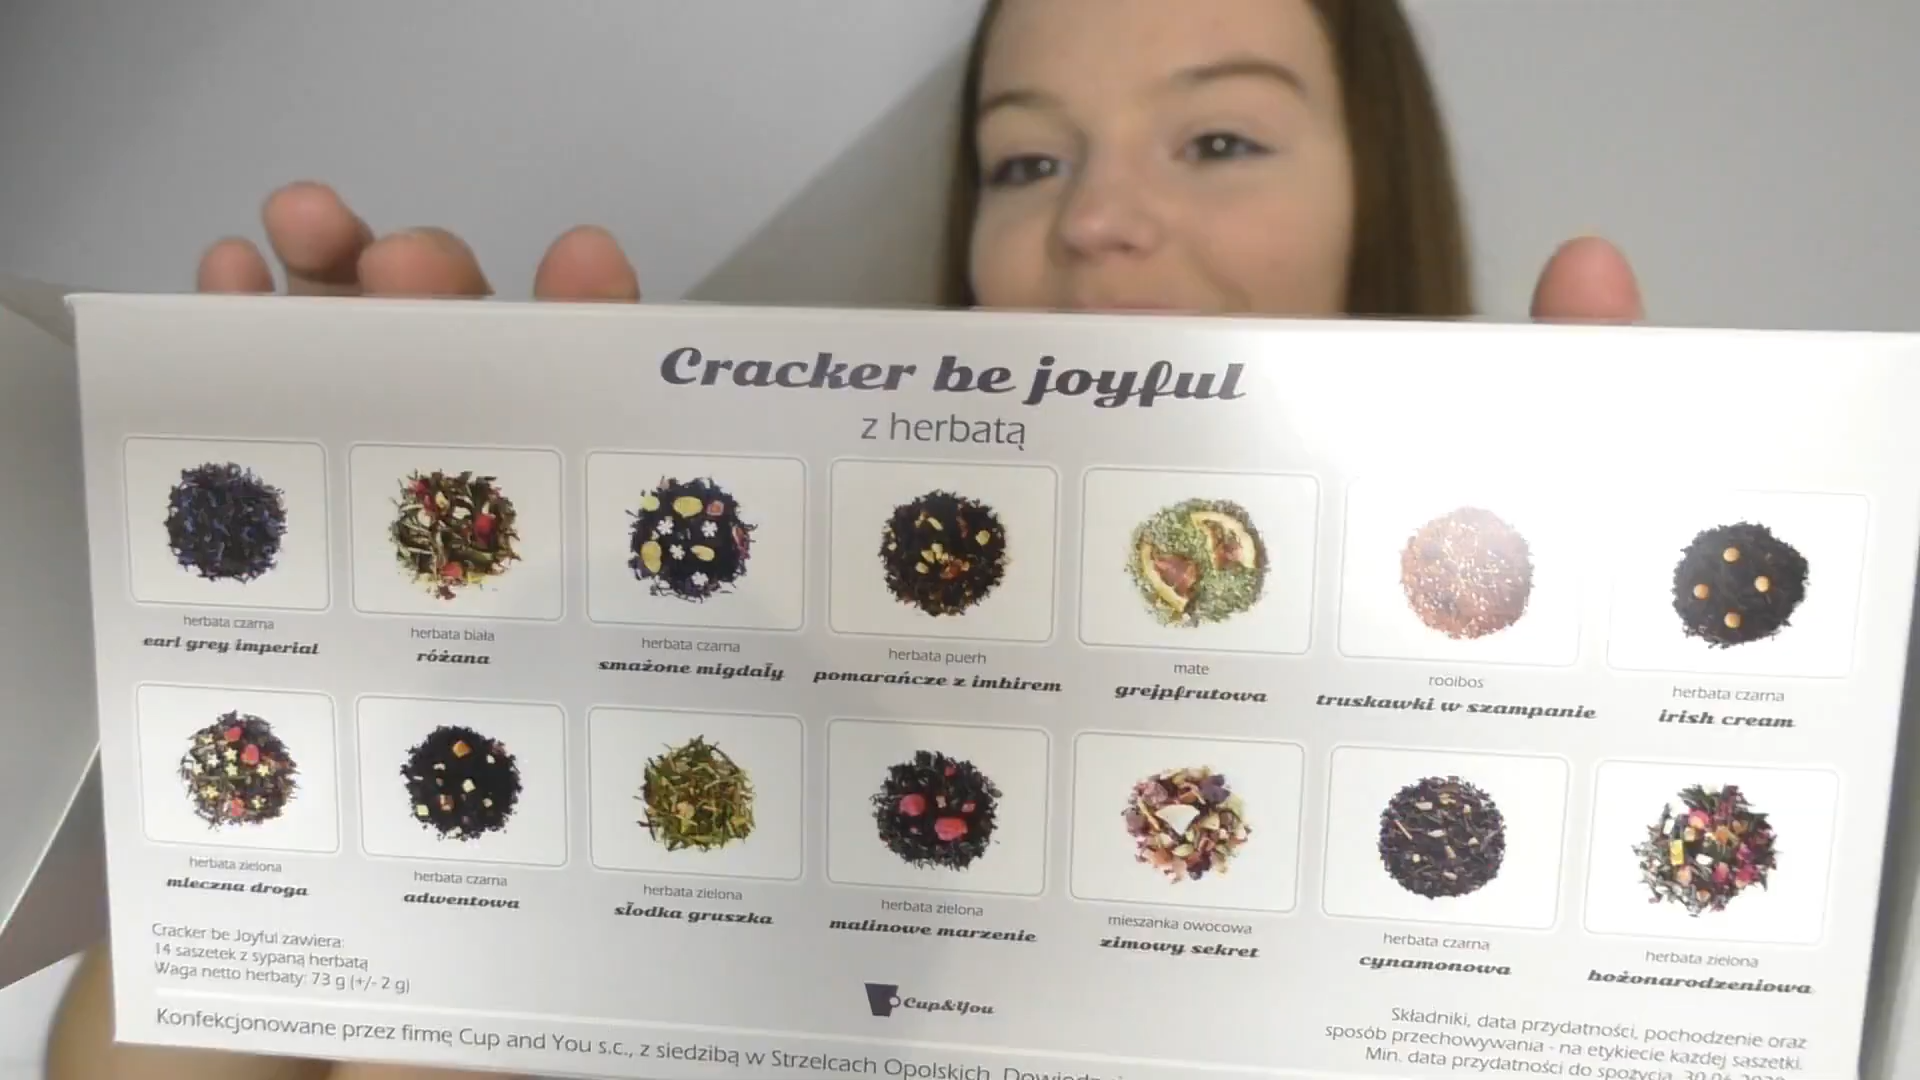 Cracker be joyful
z herbatą
herbata czarna
earl grey imperial
herbata biała
różana
herbata czarna
smażone migdały
herbata puerh
pomarańcze z imbirem
mate
grejpfrutowa
rooibos
truskawki w szampanie
herbata czarna
irish cream
herbata zielona
mleczna droga
herbata czarna
adwentowa
herbata zielona
słodka gruszka
herbata zielona
malinowe marzenie
mieszanka owocowa
zimowy sekret
herbata czarna
cynamonowa
herbata zielona
bożonarodzeniowa
Cracker be Joyful zawiera:
14 saszetek z sypaną herbatą
Waga netto herbaty: 73 g (+/- 2 g)
Cup&You
Konfekcjonowane przez firmę Cup and You s.c., z siedzibą w Strzelcach Opolskich.
Składniki, data przydatności, pochodzenie oraz
sposób przechowywania - na etykiecie każdej saszetki.
Min. data przydatności do spożycia